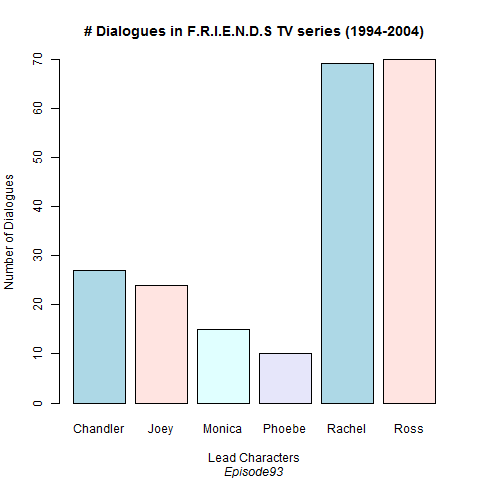 # Dialogues in F.R.I.E.N.D.S TV series (1994-2004)
Number of Dialogues
70
60
50
40
30
20
10
0
Chandler Joey Monica Phoebe Rachel Ross
Lead Characters
Episode93